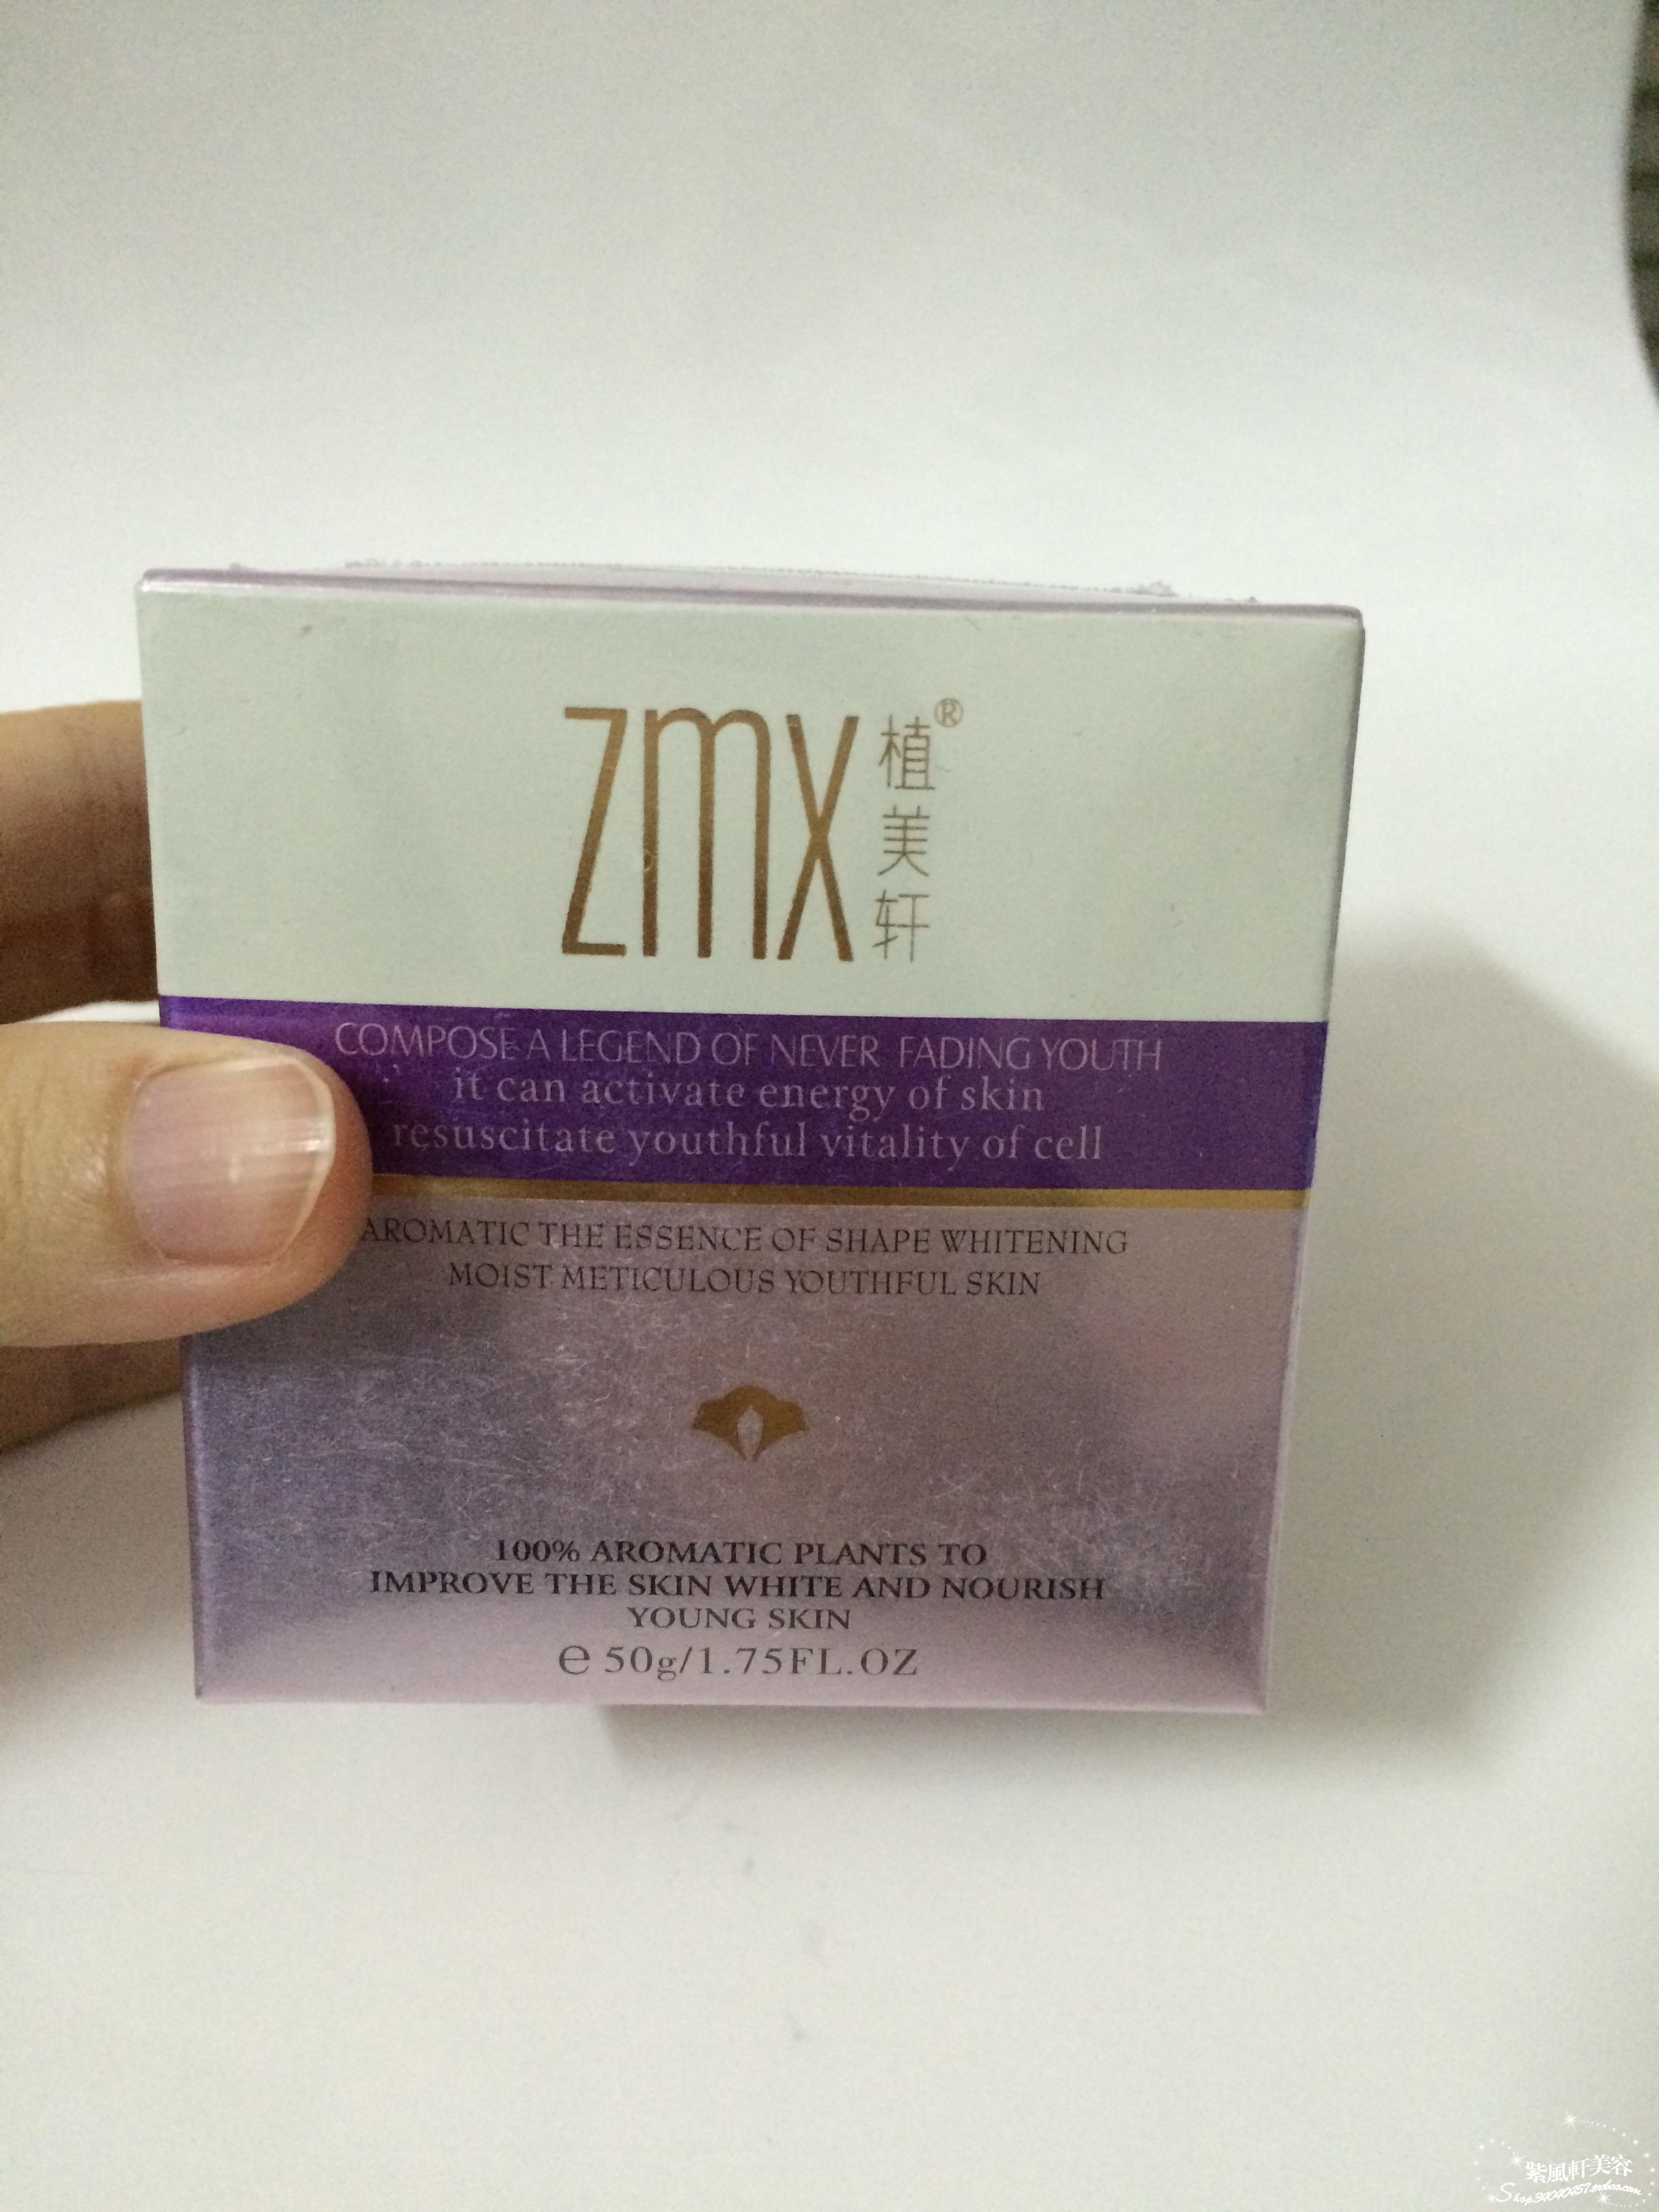 zmx 植美轩®
COMPOSE A LEGEND OF NEVER FADING YOUTH
it can activate energy of skin
resuscitate youthful vitality of cell
AROMATIC THE ESSENCE OF SHAPE WHITENING
MOIST METICULOUS YOUTHFUL SKIN
100% AROMATIC PLANTS TO
IMPROVE THE SKIN WHITE AND NOURISH
YOUNG SKIN
℮ 50g/1.75FL.OZ
紫風軒美容